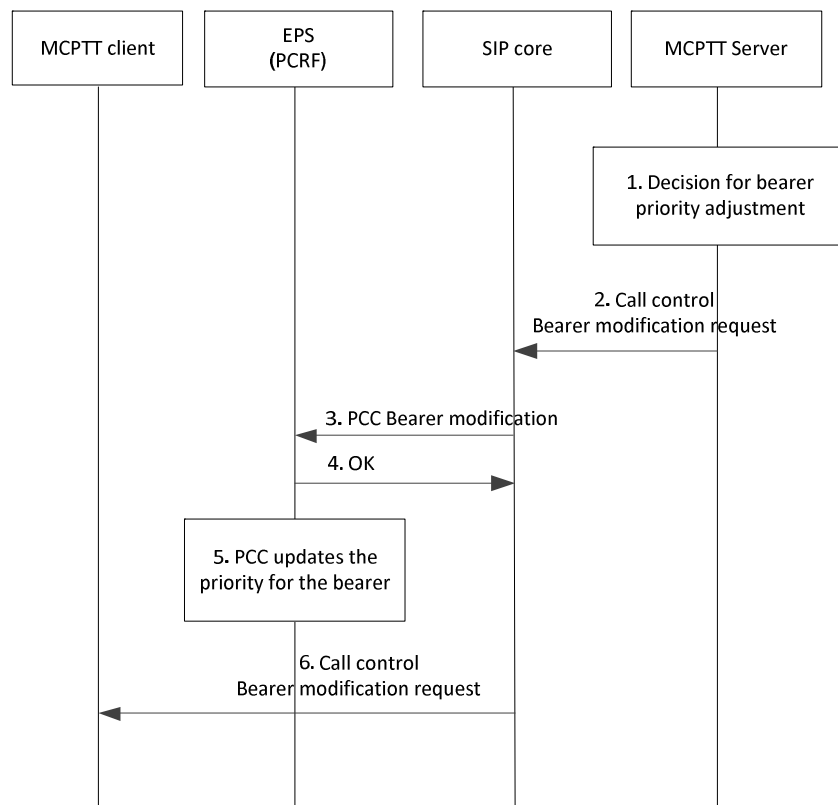 MCPTT client
EPS
(PCRF)
SIP core
MCPTT Server
1. Decision for bearer
priority adjustment
2. Call control
Bearer modification request
3. PCC Bearer modification
4. OK
5. PCC updates the
priority for the bearer
6. Call control
Bearer modification request